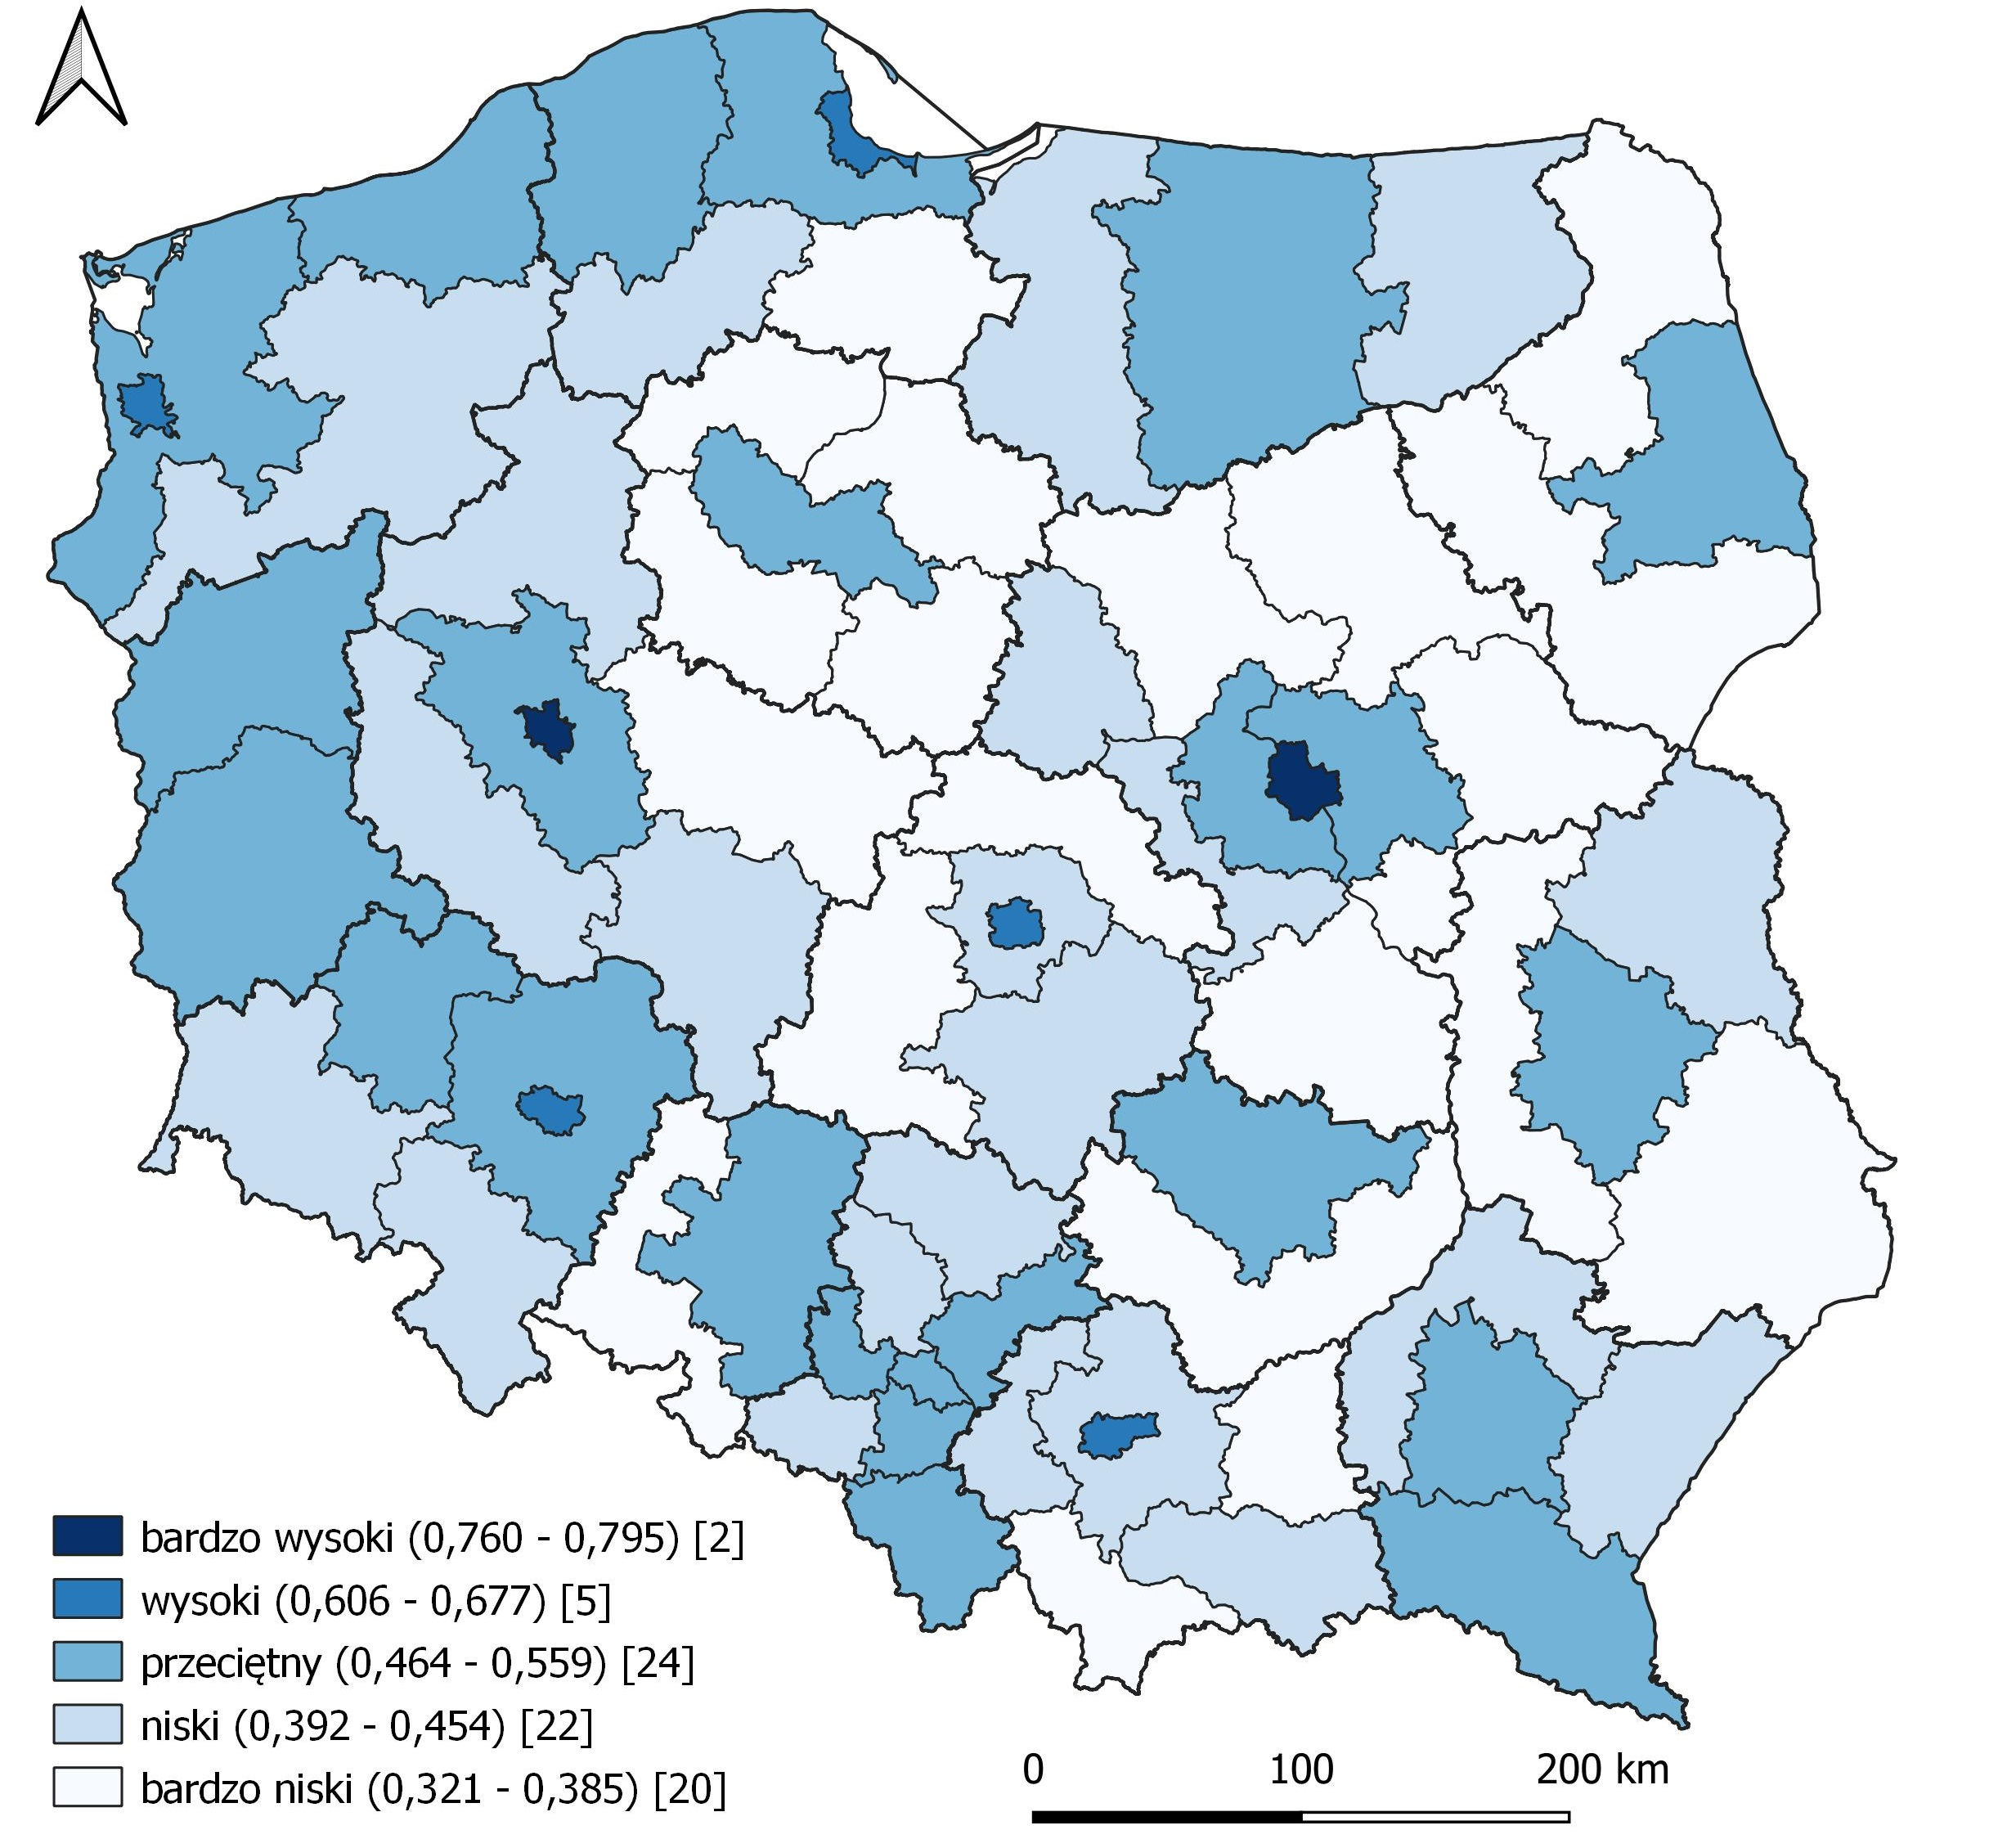 bardzo wysoki (0,760 - 0,795) [2]
wysoki (0,606 - 0,677) [5]
przeciętny (0,464 - 0,559) [24]
niski (0,392 - 0,454) [22]
bardzo niski (0,321 - 0,385) [20]
0 100 200 km